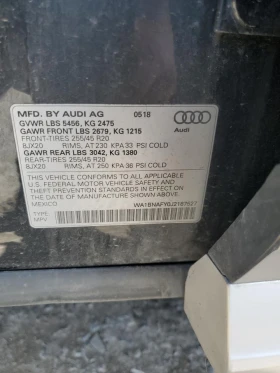 MFD. BY AUDI AG 0518
GVWR LBS 5456, KG 2475
GAWR FRONT LBS 2679, KG 1215
FRONT-TIRES 255/45 R20
8JX20 RIMS, AT 230 KPA 33 PSI COLD
GAWR REAR LBS 3042, KG 1380
REAR-TIRES 255/45 R20
8JX20 RIMS, AT 250 KPA 36 PSI COLD
Audi
THIS VEHICLE CONFORMS TO ALL APPLICABLE
U.S. FEDERAL MOTOR VEHICLE SAFETY AND
THEFT PREVENTION STANDARDS IN EFFECT ON
THE DATE OF MANUFACTURE SHOWN ABOVE.
MEXICO
TYPE:
MPV